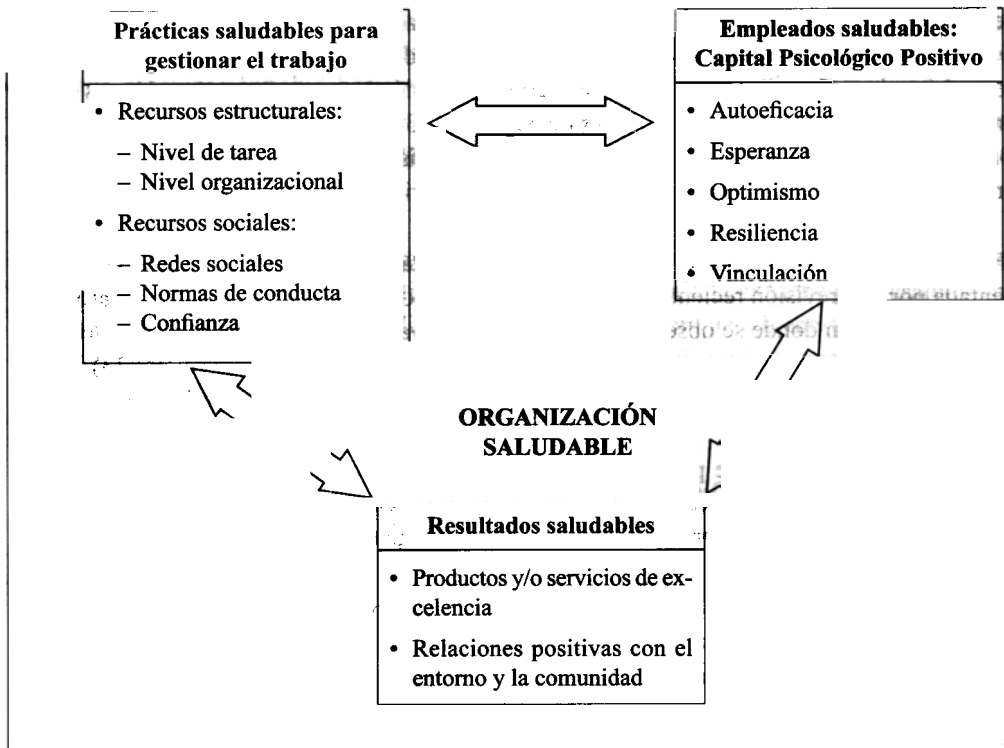 Prácticas saludables para
gestionar el trabajo
• Recursos estructurales:
– Nivel de tarea
– Nivel organizacional
• Recursos sociales:
– Redes sociales
– Normas de conducta
– Confianza
Empleados saludables:
Capital Psicológico Positivo
• Autoeficacia
• Esperanza
• Optimismo
• Resiliencia
• Vinculación
ORGANIZACIÓN
SALUDABLE
Resultados saludables
• Productos y/o servicios de ex-
celencia
• Relaciones positivas con el
entorno y la comunidad